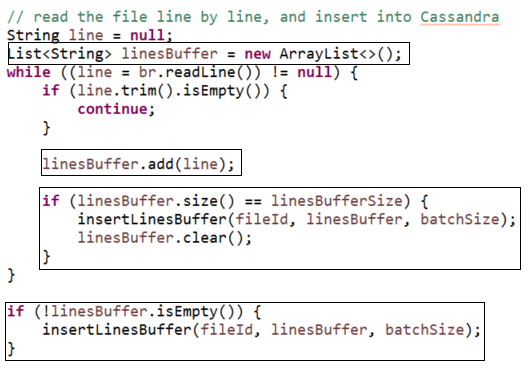 // read the file line by line, and insert into Cassandra
String line = null;
List<String> linesBuffer = new ArrayList<>();
while ((line = br.readLine()) != null) {
    if (line.trim().isEmpty()) {
        continue;
    }
    linesBuffer.add(line);
    if (linesBuffer.size() == linesBufferSize) {
        insertLinesBuffer(fileId, linesBuffer, batchSize);
        linesBuffer.clear();
    }
}
if (!linesBuffer.isEmpty()) {
    insertLinesBuffer(fileId, linesBuffer, batchSize);
}